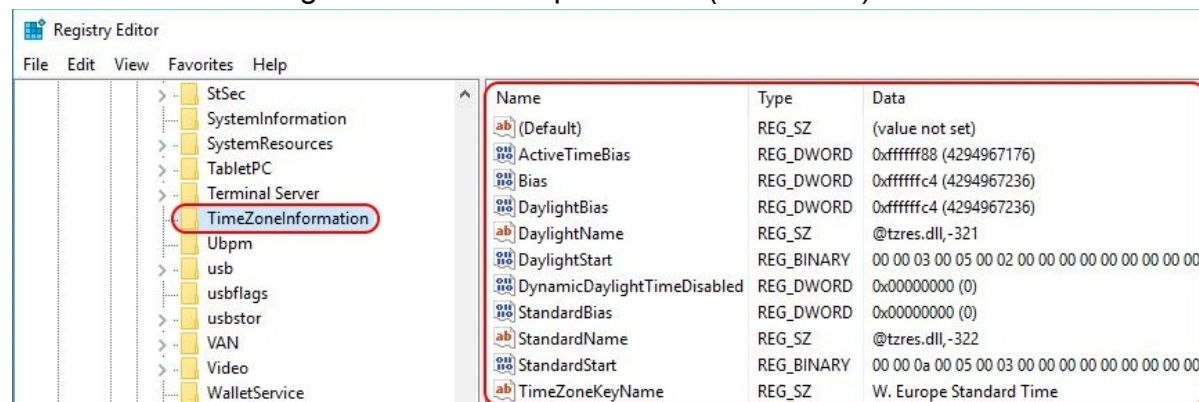 Registry Editor
File Edit View Favorites Help
StSec
SystemInformation
SystemResources
TabletPC
Terminal Server
TimeZoneInformation
Ubpm
usb
usbflags
usbstor
VAN
Video
WalletService
Name Type Data
(Default) REG_SZ (value not set)
ActiveTimeBias REG_DWORD 0xffffff88 (4294967176)
Bias REG_DWORD 0xffffffc4 (4294967236)
DaylightBias REG_DWORD 0xffffffc4 (4294967236)
DaylightName REG_SZ @tzres.dll,-321
DaylightStart REG_BINARY 00 00 03 00 05 00 02 00 00 00 00 00 00 00 00 00
DynamicDaylightTimeDisabled REG_DWORD 0x00000000 (0)
StandardBias REG_DWORD 0x00000000 (0)
StandardName REG_SZ @tzres.dll,-322
StandardStart REG_BINARY 00 00 0a 00 05 00 03 00 00 00 00 00 00 00 00 00
TimeZoneKeyName REG_SZ W. Europe Standard Time